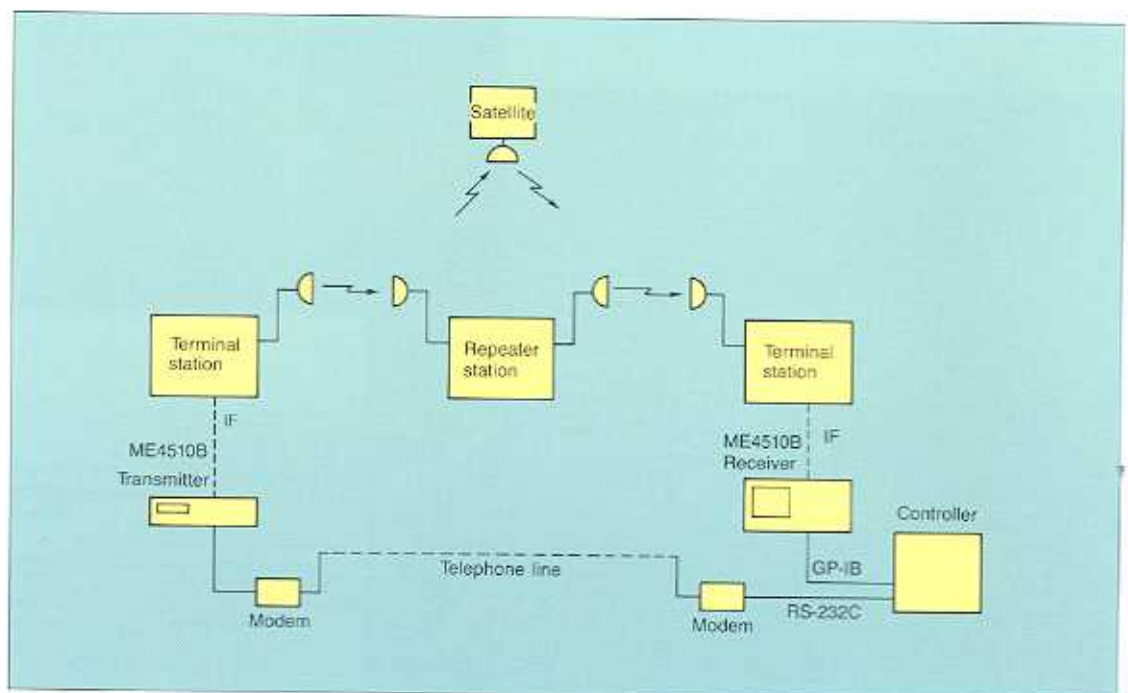 Satellite
Terminal
station
Repeater
station
Terminal
station
IF
ME4510B
Transmitter
ME4510B
Receiver
IF
Controller
Telephone line
GP-IB
RS-232C
Modem
Modem